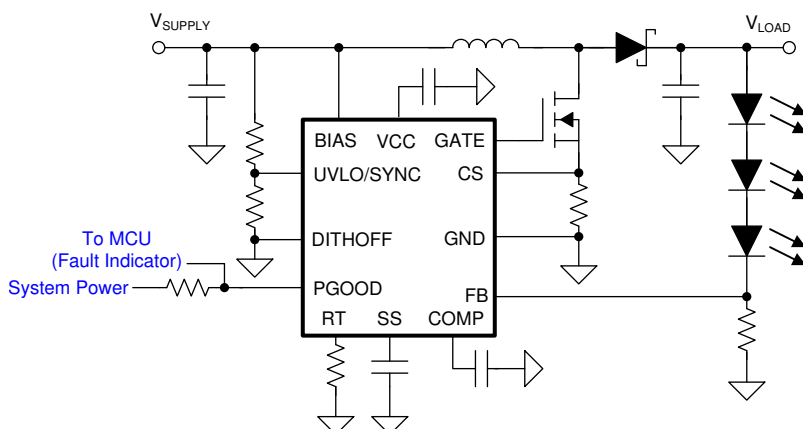 VSUPPLY
VLOAD
BIAS
VCC
GATE
UVLO/SYNC
CS
To MCU
(Fault Indicator)
DITHOFF
GND
System Power
PGOOD
FB
RT
SS
COMP